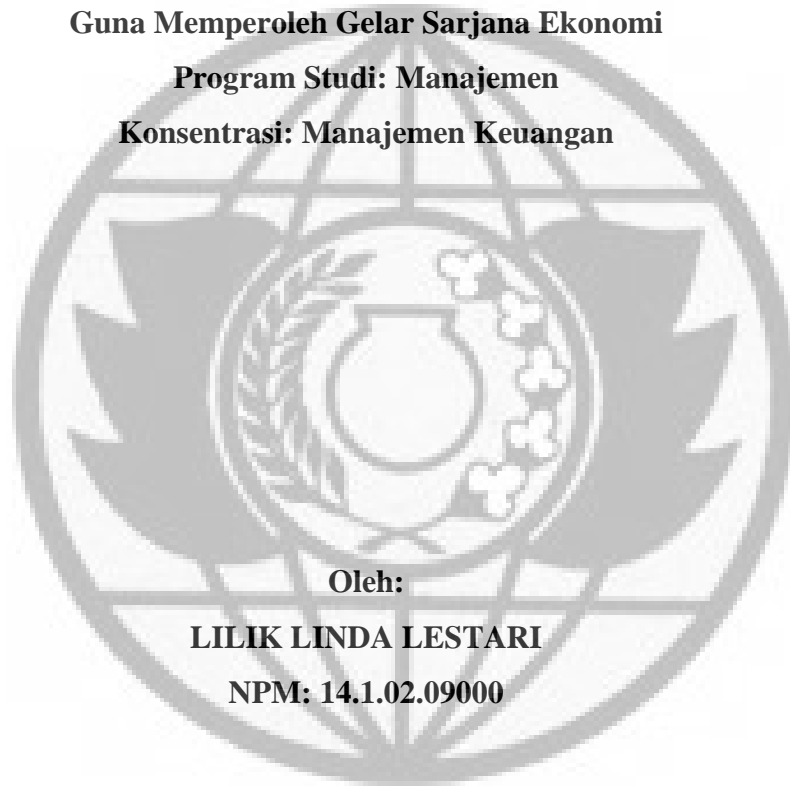 Guna Memperoleh Gelar Sarjana Ekonomi
Program Studi: Manajemen
Konsentrasi: Manajemen Keuangan
Oleh:
LILIK LINDA LESTARI
NPM: 14.1.02.09000